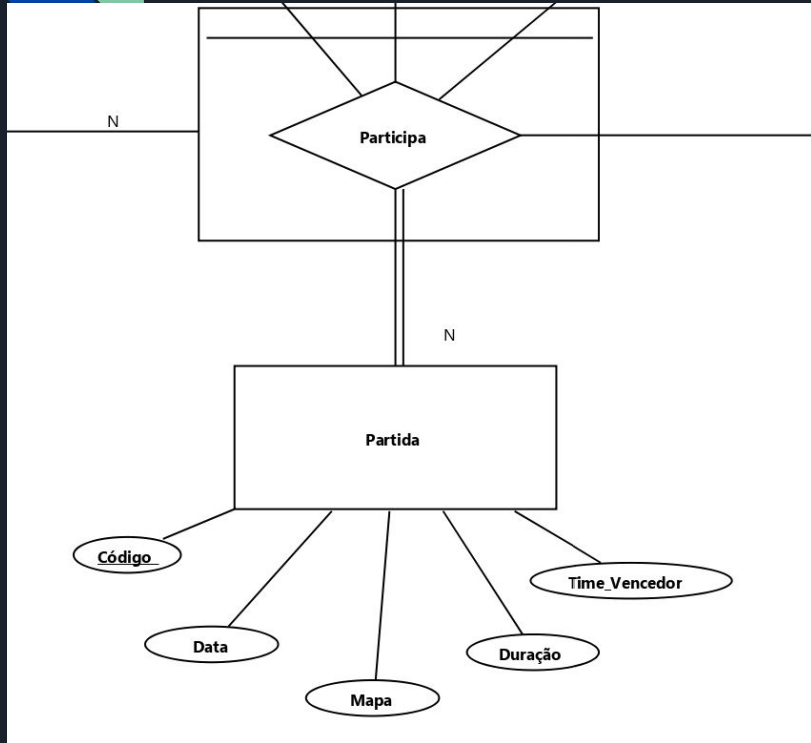 N
Participa
N
Partida
Código
Time_Vencedor
Data
Duração
Mapa